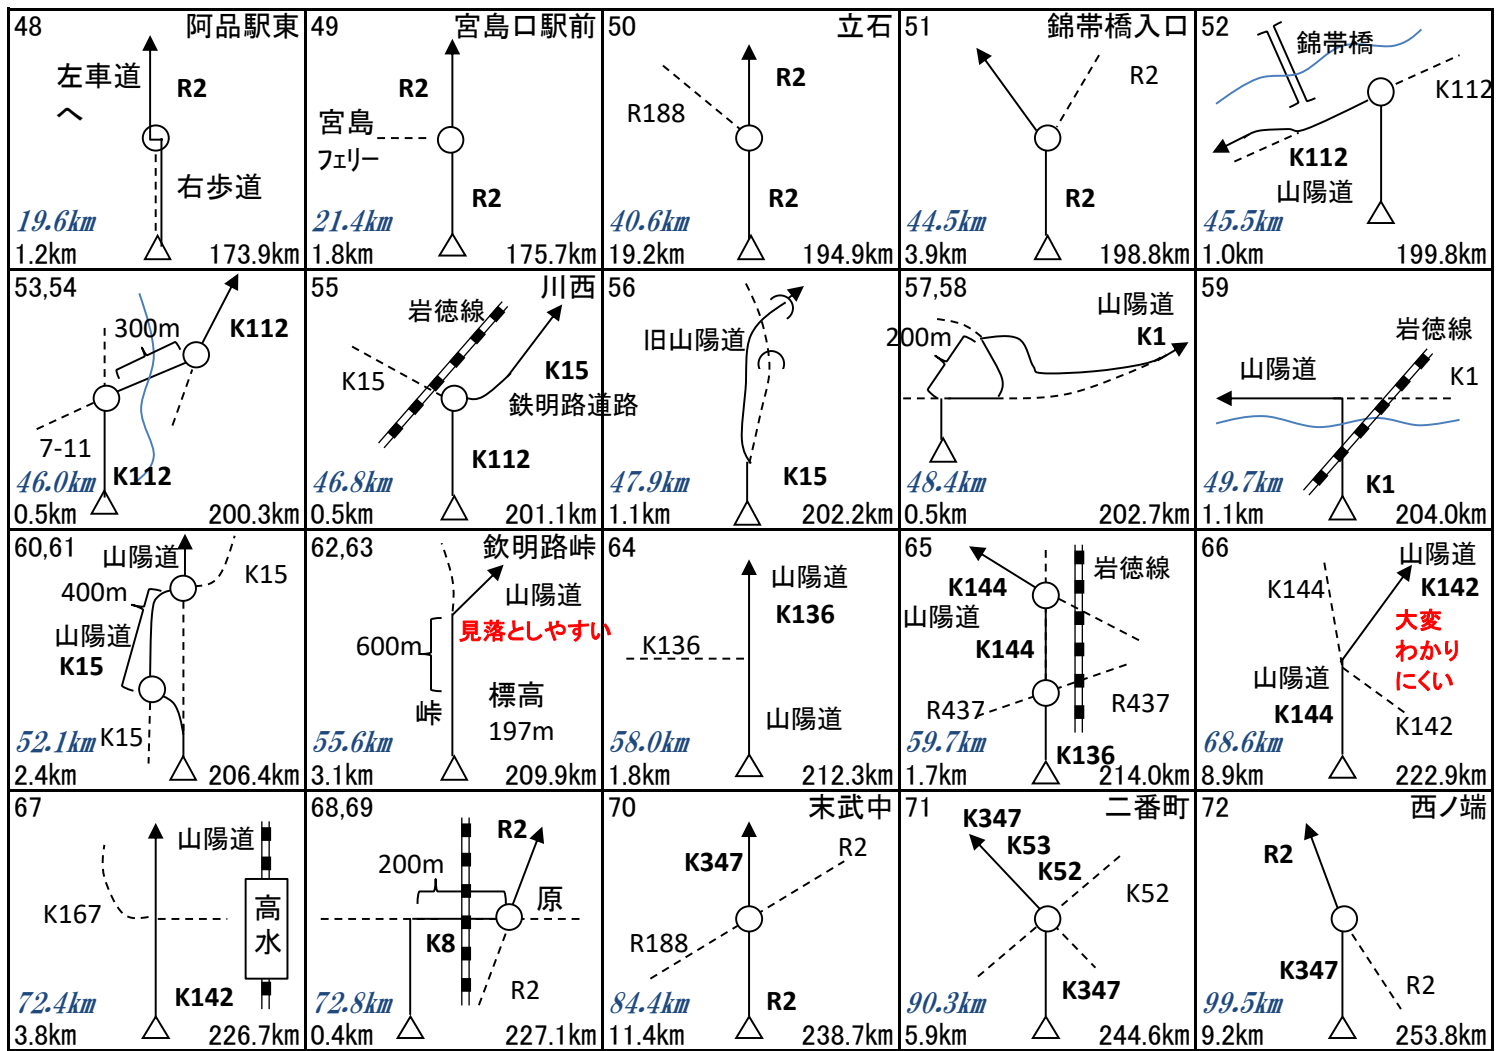 48 阿品駅東
左車道
へ
R2
右歩道
19.6km
1.2km 173.9km
49 宮島口駅前
R2
宮島
フェリー
R2
21.4km
1.8km 175.7km
50 立石
R2
R188
R2
40.6km
19.2km 194.9km
51 錦帯橋入口
R2
R2
44.5km
3.9km 198.8km
52
錦帯橋
K112
K112
山陽道
45.5km
1.0km 199.8km
53,54
300m
K112
7-11
K112
46.0km
0.5km 200.3km
55 川西
岩徳線
K15
K15
鉄明路道路
K112
46.8km
0.5km 201.1km
56
旧山陽道
K15
47.9km
1.1km 202.2km
57,58
山陽道
K1
200m
48.4km
0.5km 202.7km
59
岩徳線
山陽道
K1
K1
49.7km
1.1km 204.0km
60,61
山陽道
K15
400m
山陽道
K15
K15
52.1km
2.4km 206.4km
62,63 欽明路峠
山陽道
見落としやすい
600m
標高
197m
峠
55.6km
3.1km 209.9km
64
山陽道
K136
K136
山陽道
58.0km
1.8km 212.3km
65
岩徳線
K144
山陽道
K144
R437
R437
K136
59.7km
1.7km 214.0km
66
山陽道
K142
K144
大変
わかり
にくい
山陽道
K144
K142
68.6km
8.9km 222.9km
67
山陽道
K167
高
水
K142
72.4km
3.8km 226.7km
68,69
R2
200m
原
K8
R2
72.8km
0.4km 227.1km
70 末武中
K347
R2
R188
R2
84.4km
11.4km 238.7km
71 二番町
K347
K53
K52
K52
K347
90.3km
5.9km 244.6km
72 西ノ端
R2
K347
R2
99.5km
9.2km 253.8km